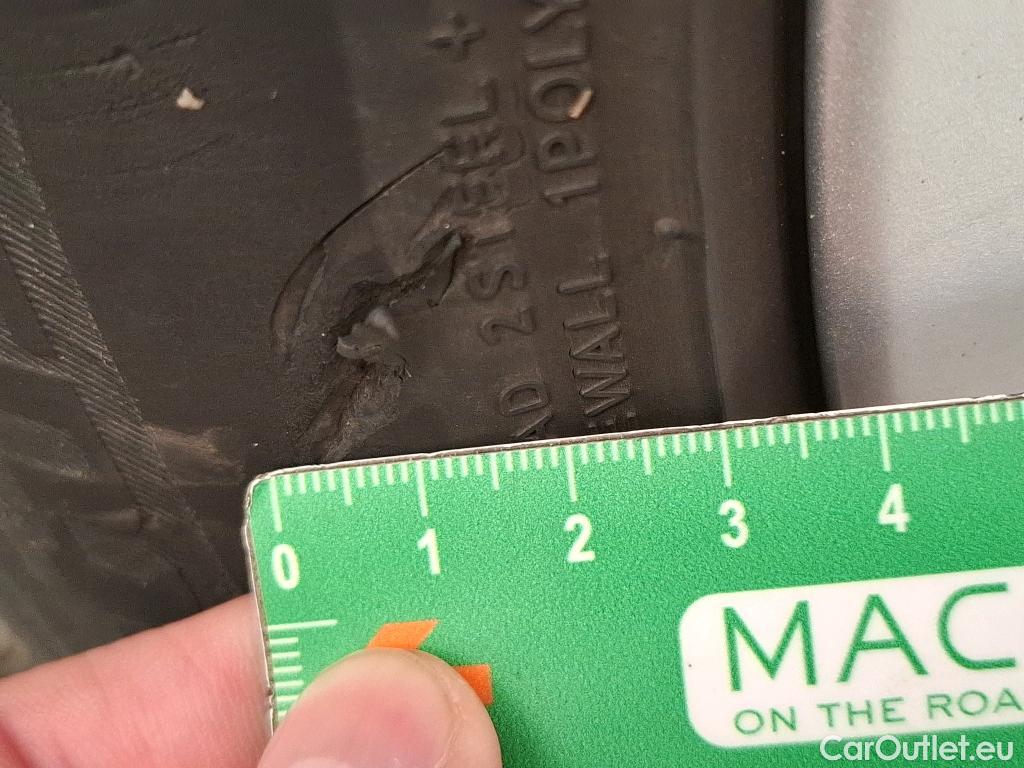 AD 2STEEL +
EWALL 1POLY
0 1 2 3 4
MAC
ON THE ROA
CarOutlet.eu